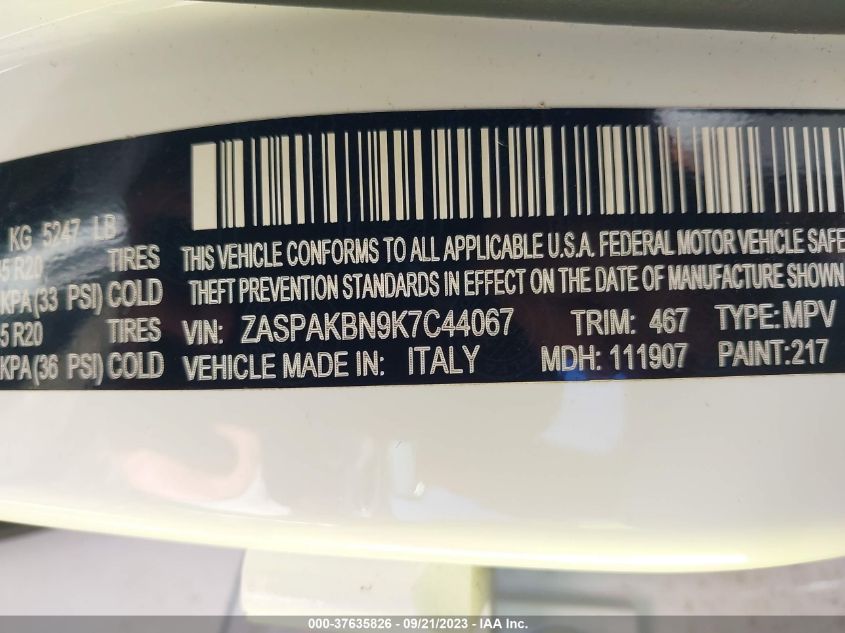 KG 5247 LB
5 R20 TIRES
KPA(33 PSI) COLD
5 R20 TIRES
KPA(36 PSI) COLD
THIS VEHICLE CONFORMS TO ALL APPLICABLE U.S.A. FEDERAL MOTOR VEHICLE SAFE
THEFT PREVENTION STANDARDS IN EFFECT ON THE DATE OF MANUFACTURE SHOWN
VIN: ZASPAKBN9K7C44067 TRIM: 467 TYPE: MPV
VEHICLE MADE IN: ITALY MDH: 111907 PAINT: 217
000-37635826 - 09/21/2023 - IAA Inc.